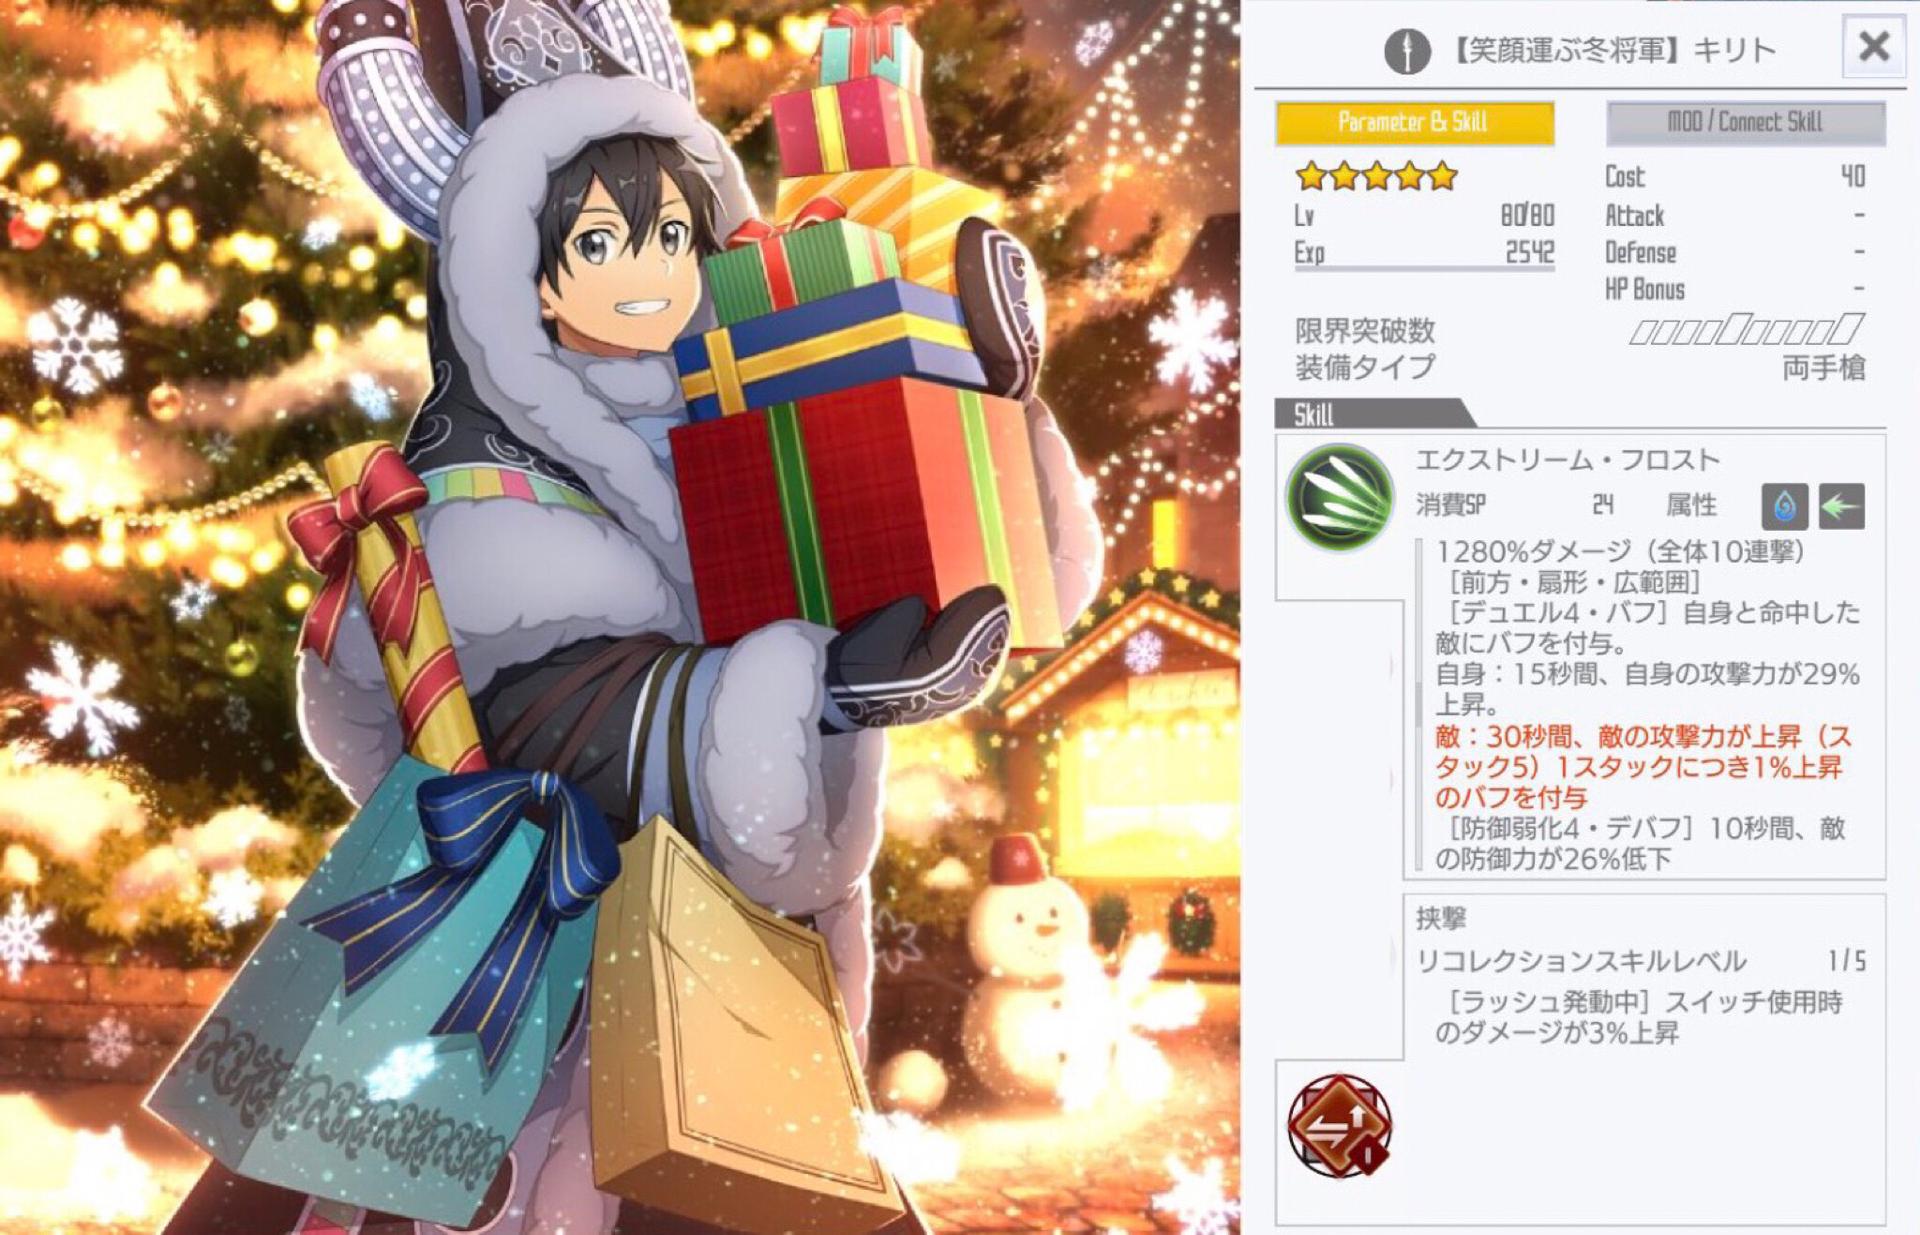 【笑顔運ぶ冬将軍】キリト
Parameter & Skill
MOD / Connect Skill
Lv 80/80
Exp 2542
Cost 40
Attack -
Defense -
HP Bonus -
限界突破数
装備タイプ 両手槍
Skill
エクストリーム・フロスト
消費SP 24 属性
1280%ダメージ（全体10連撃）
［前方・扇形・広範囲］
［デュエル4・バフ］自身と命中した
敵にバフを付与。
自身：15秒間、自身の攻撃力が29%
上昇。
敵：30秒間、敵の攻撃力が上昇（ス
タック5）1スタックにつき1%上昇
のバフを付与
［防御弱化4・デバフ］10秒間、敵
の防御力が26%低下
挟撃
リコレクションスキルレベル 1/5
［ラッシュ発動中］スイッチ使用時
のダメージが3%上昇
I